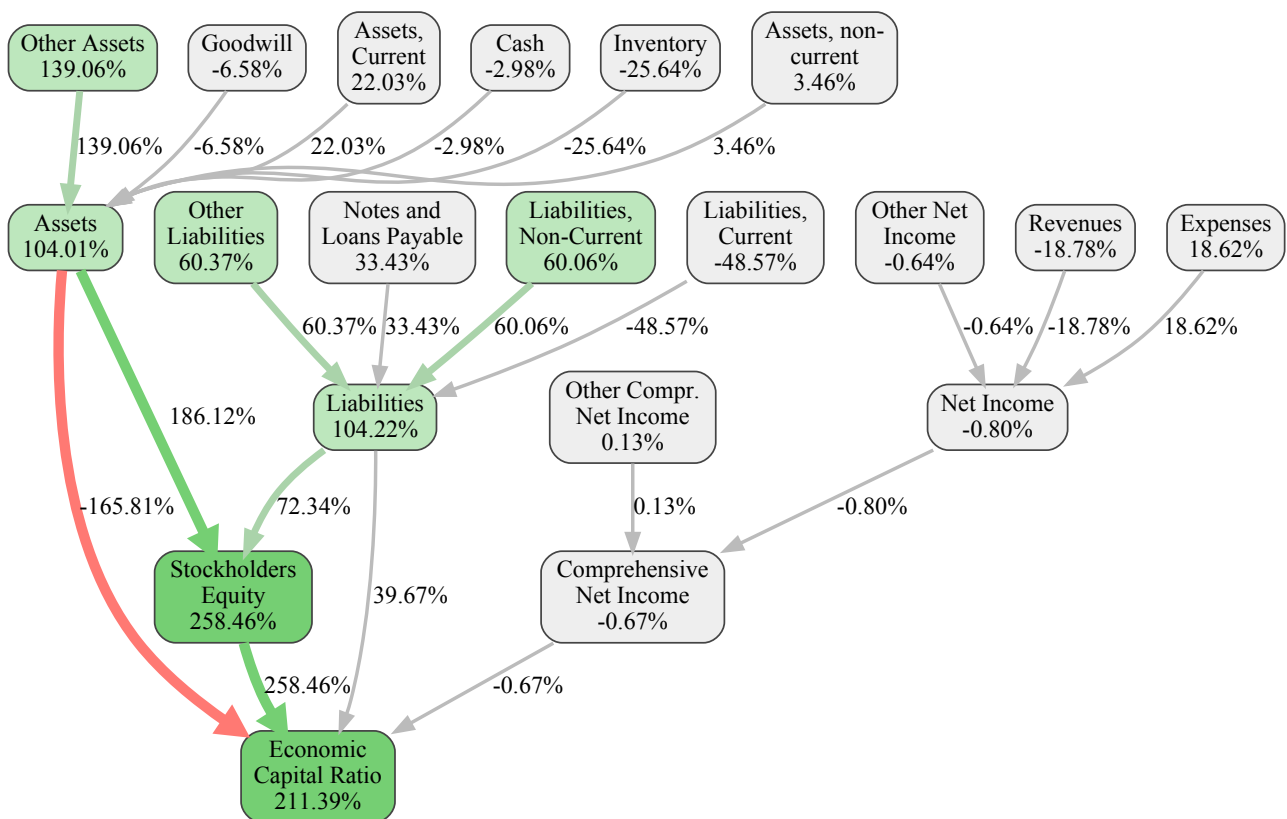 Other Assets
139.06%
Goodwill
-6.58%
Assets,
Current
22.03%
Cash
-2.98%
Inventory
-25.64%
Assets, non-
current
3.46%
139.06%
-6.58%
22.03%
-2.98%
-25.64%
3.46%
Assets
104.01%
Other
Liabilities
60.37%
Notes and
Loans Payable
33.43%
Liabilities,
Non-Current
60.06%
Liabilities,
Current
-48.57%
Other Net
Income
-0.64%
Revenues
-18.78%
Expenses
18.62%
60.37%
33.43%
60.06%
-48.57%
-0.64%
-18.78%
18.62%
Liabilities
104.22%
Other Compr.
Net Income
0.13%
Net Income
-0.80%
186.12%
-165.81%
72.34%
0.13%
-0.80%
Stockholders
Equity
258.46%
39.67%
Comprehensive
Net Income
-0.67%
258.46%
-0.67%
Economic
Capital Ratio
211.39%